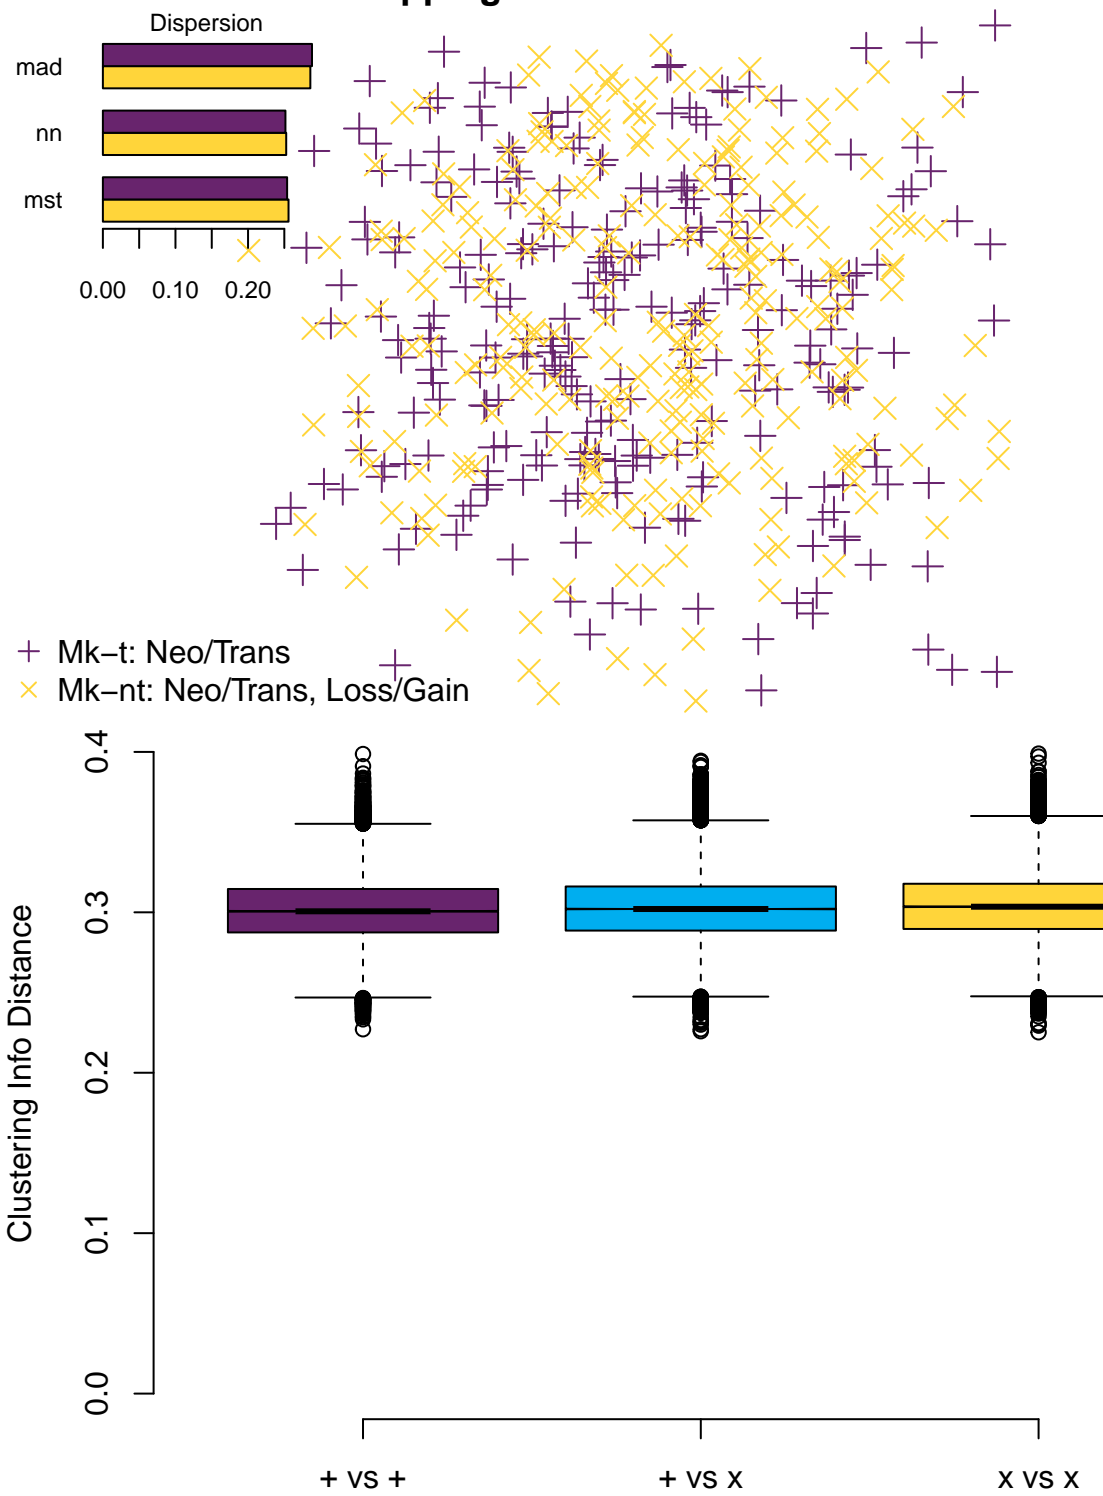 Dispersion
mad
nn
mst
0.00 0.10 0.20
Mk−t: Neo/Trans
Mk−nt: Neo/Trans, Loss/Gain
Clustering Info Distance
0.4
0.3
0.2
0.1
0.0
+ vs + + vs x x vs x